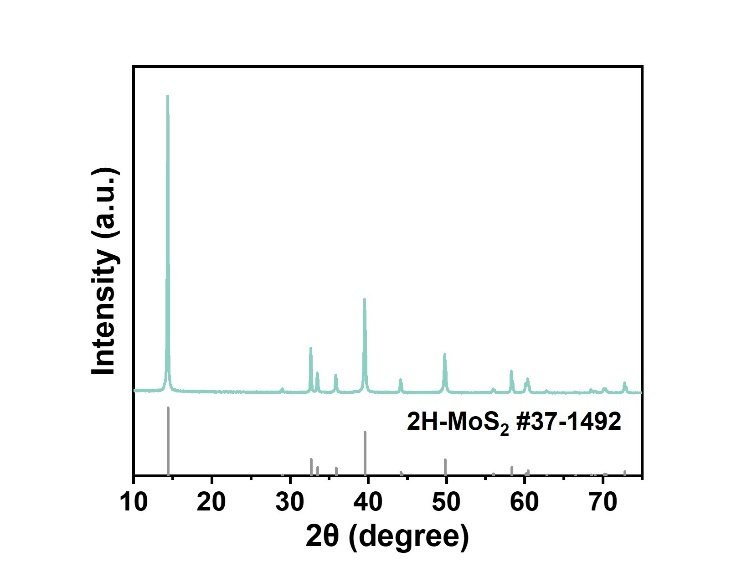 Intensity (a.u.)
2H-MoS₂ #37-1492
10 20 30 40 50 60 70
2θ (degree)